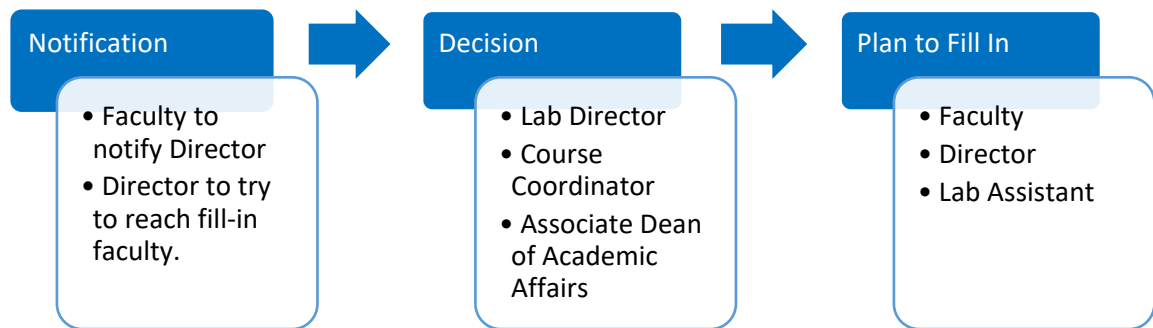 Notification
• Faculty to
notify Director
• Director to try
to reach fill-in
faculty.
Decision
• Lab Director
• Course
Coordinator
• Associate Dean
of Academic
Affairs
Plan to Fill In
• Faculty
• Director
• Lab Assistant